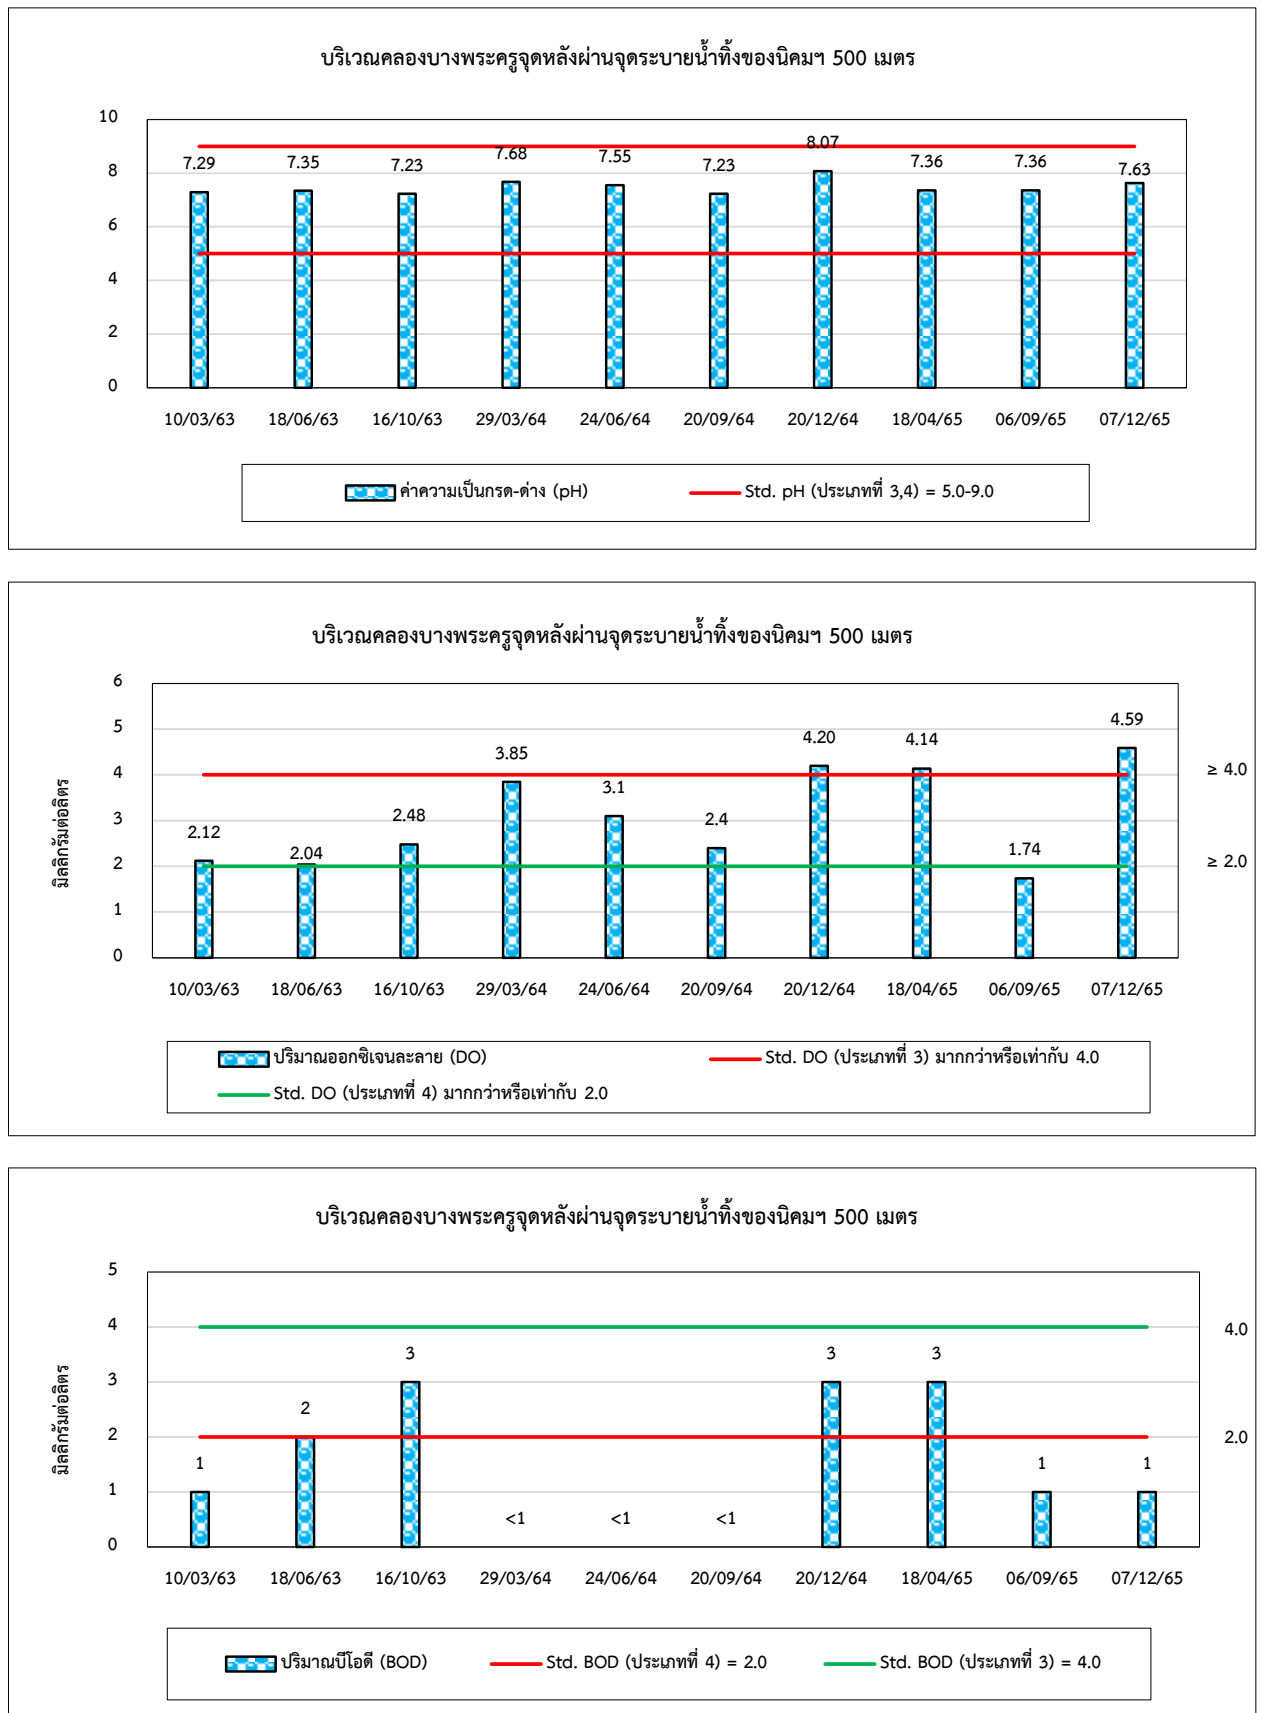 บริเวณคลองบางพระครูจุดหลังผ่านจุดระบายน้ำทิ้งของนิคมฯ 500 เมตร
10
8
6
4
2
0
7.29 7.35 7.23 7.68 7.55 7.23 8.07 7.36 7.36 7.63
10/03/63 18/06/63 16/10/63 29/03/64 24/06/64 20/09/64 20/12/64 18/04/65 06/09/65 07/12/65
ค่าความเป็นกรด-ด่าง (pH) Std. pH (ประเภทที่ 3,4) = 5.0-9.0
บริเวณคลองบางพระครูจุดหลังผ่านจุดระบายน้ำทิ้งของนิคมฯ 500 เมตร
มิลลิกรัมต่อลิตร
6
5
4
3
2
1
0
2.12 2.04 2.48 3.85 3.1 2.4 4.20 4.14 1.74 4.59
≥ 4.0
≥ 2.0
10/03/63 18/06/63 16/10/63 29/03/64 24/06/64 20/09/64 20/12/64 18/04/65 06/09/65 07/12/65
ปริมาณออกซิเจนละลาย (DO) Std. DO (ประเภทที่ 3) มากกว่าหรือเท่ากับ 4.0
Std. DO (ประเภทที่ 4) มากกว่าหรือเท่ากับ 2.0
บริเวณคลองบางพระครูจุดหลังผ่านจุดระบายน้ำทิ้งของนิคมฯ 500 เมตร
มิลลิกรัมต่อลิตร
5
4
3
2
1
0
1 2 3 <1 <1 <1 3 3 1 1
4.0
2.0
10/03/63 18/06/63 16/10/63 29/03/64 24/06/64 20/09/64 20/12/64 18/04/65 06/09/65 07/12/65
ปริมาณบีโอดี (BOD) Std. BOD (ประเภทที่ 4) = 2.0 Std. BOD (ประเภทที่ 3) = 4.0